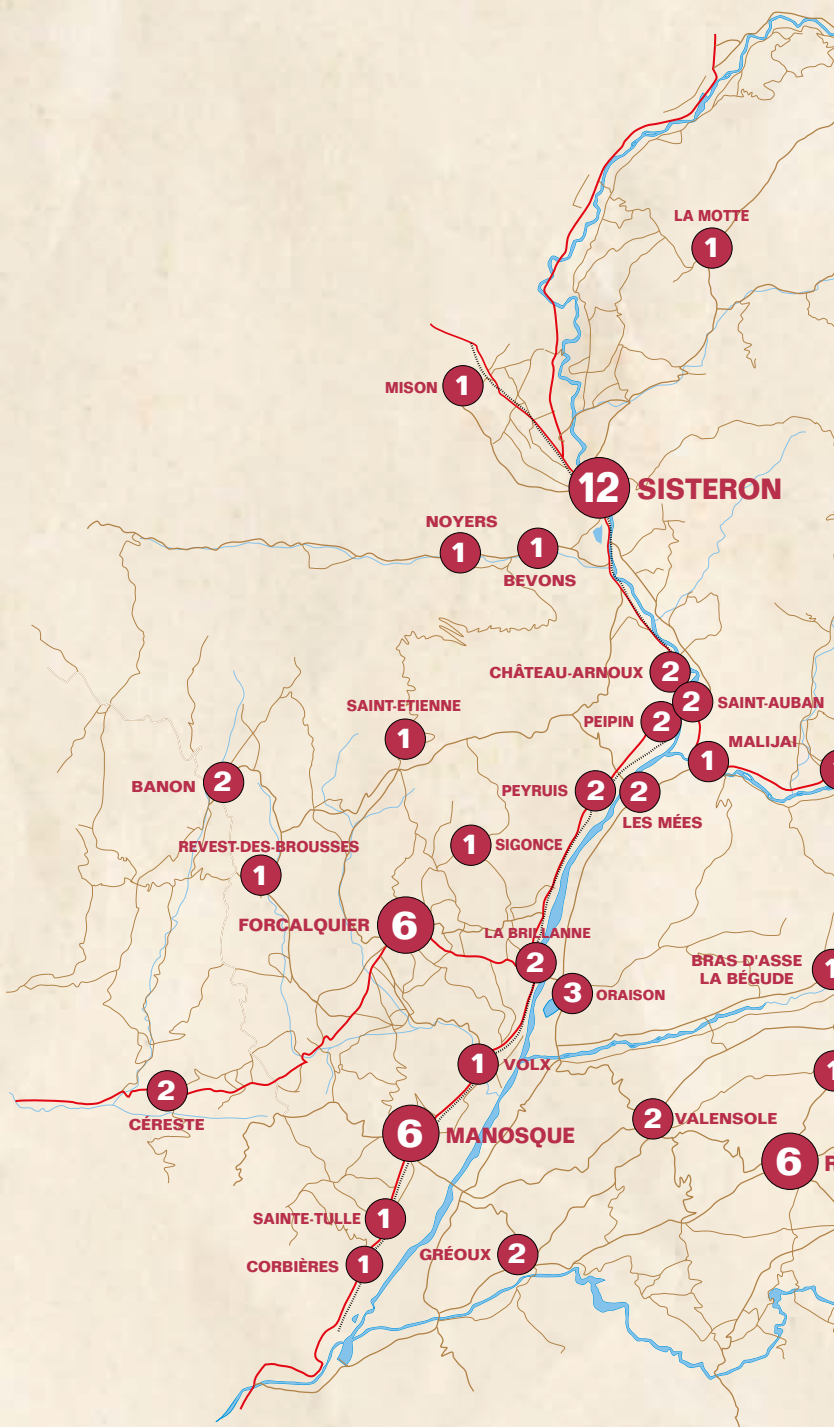 LA MOTTE
1
MISON 1
12 SISTERON
NOYERS
1
1
BEVONS
CHÂTEAU-ARNOUX 2
2 SAINT-AUBAN
SAINT-ETIENNE
1
PEIPIN 2
MALIJAI
1
BANON 2
PEYRUIS 2
2
LES MÉES
REVEST-DES-BROUSSES
1
1 SIGONCE
FORCALQUIER 6
LA BRILLANNE
2
BRAS D'ASSE
LA BÉGUDE
1
3 ORAISON
1 VOLX
1
2
CÉRESTE
2 VALENSOLE
6 MANOSQUE
6
SAINTE-TULLE 1
CORBIÈRES 1
GRÉOUX 2